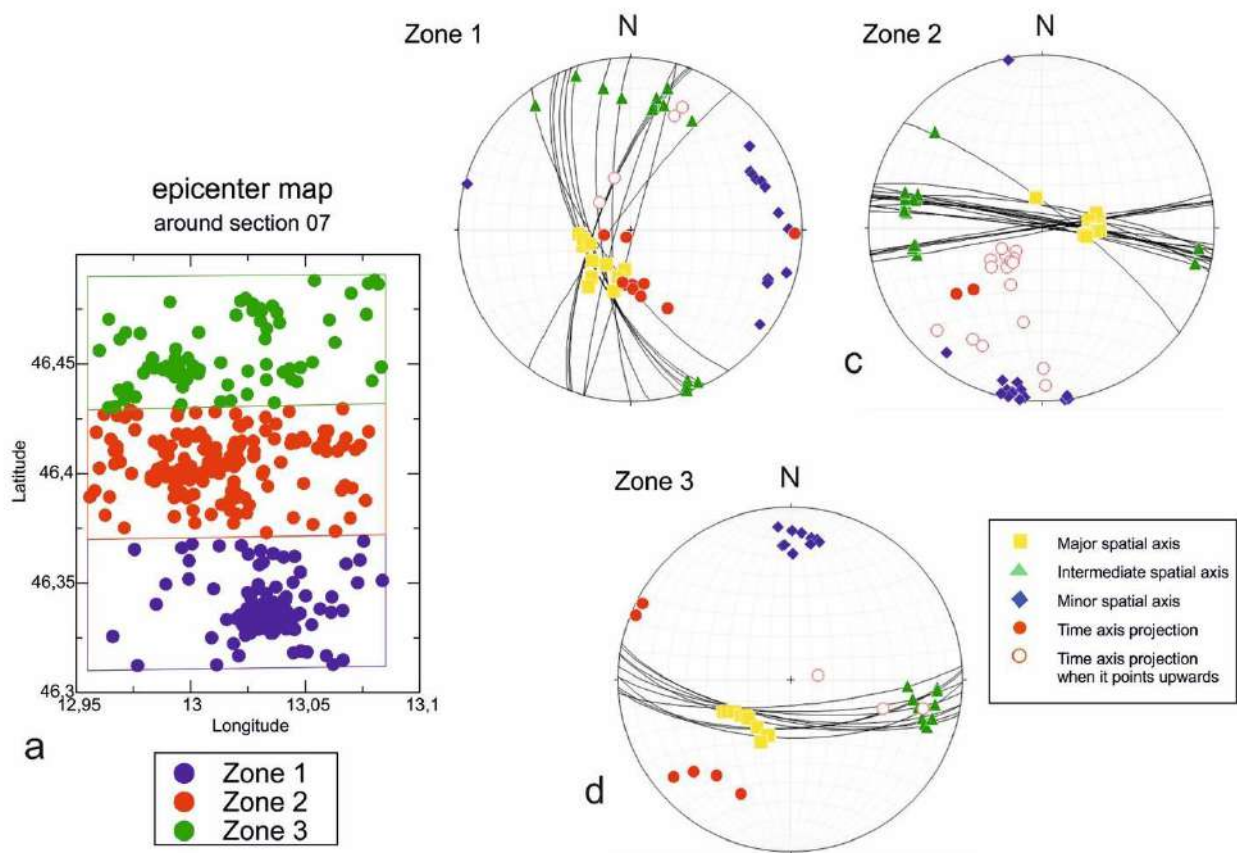 Zone 1
N
Zone 2
N
epicenter map
around section 07
46,45
46,4
46,35
46,3
Latitude
12,95
13
13,05
13,1
Longitude
a
Zone 1
Zone 2
Zone 3
c
Zone 3
N
d
Major spatial axis
Intermediate spatial axis
Minor spatial axis
Time axis projection
Time axis projection
when it points upwards